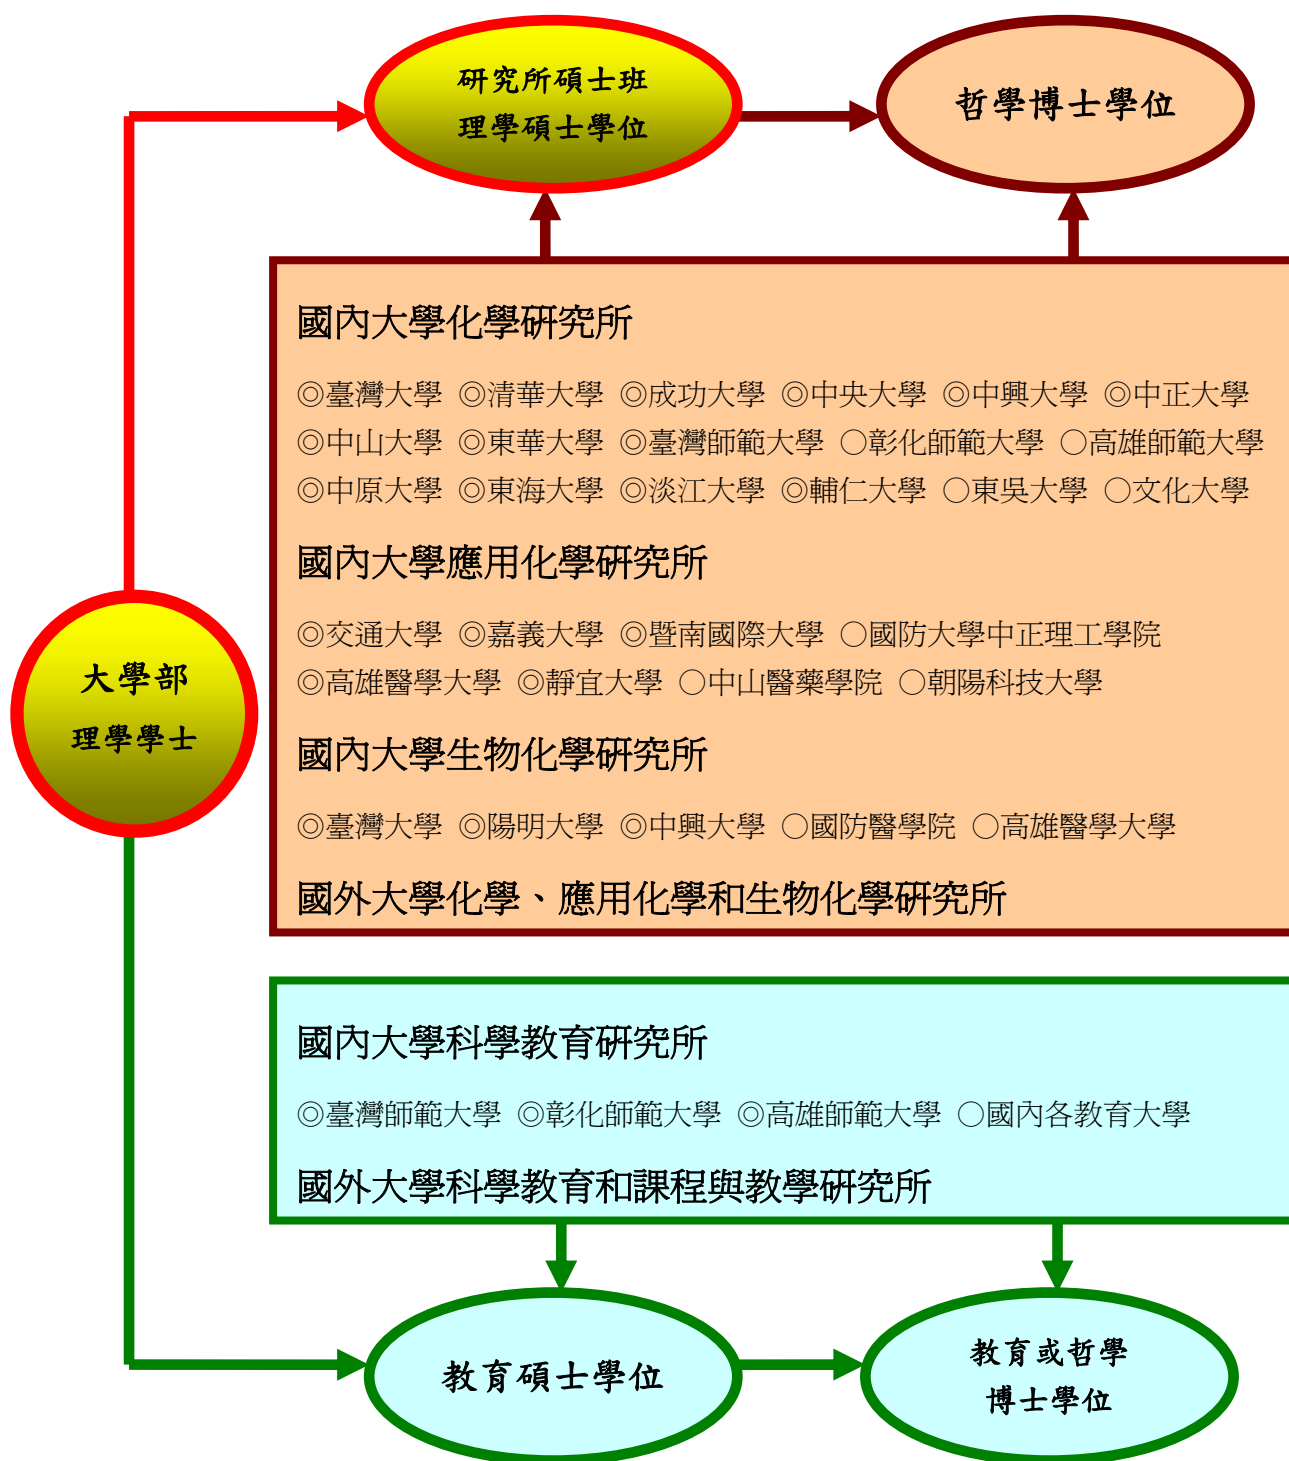 研究所碩士班
理學碩士學位
哲學博士學位
國內大學化學研究所
◎臺灣大學 ◎清華大學 ◎成功大學 ◎中央大學 ◎中興大學 ◎中正大學
◎中山大學 ◎東華大學 ◎臺灣師範大學 ○彰化師範大學 ○高雄師範大學
◎中原大學 ◎東海大學 ◎淡江大學 ◎輔仁大學 ○東吳大學 ○文化大學
國內大學應用化學研究所
◎交通大學 ◎嘉義大學 ◎暨南國際大學 ○國防大學中正理工學院
◎高雄醫學大學 ◎靜宜大學 ○中山醫藥學院 ○朝陽科技大學
大學部
理學學士
國內大學生物化學研究所
◎臺灣大學 ◎陽明大學 ◎中興大學 ○國防醫學院 ○高雄醫學大學
國外大學化學、應用化學和生物化學研究所
國內大學科學教育研究所
◎臺灣師範大學 ◎彰化師範大學 ◎高雄師範大學 ○國內各教育大學
國外大學科學教育和課程與教學研究所
教育碩士學位
教育或哲學
博士學位